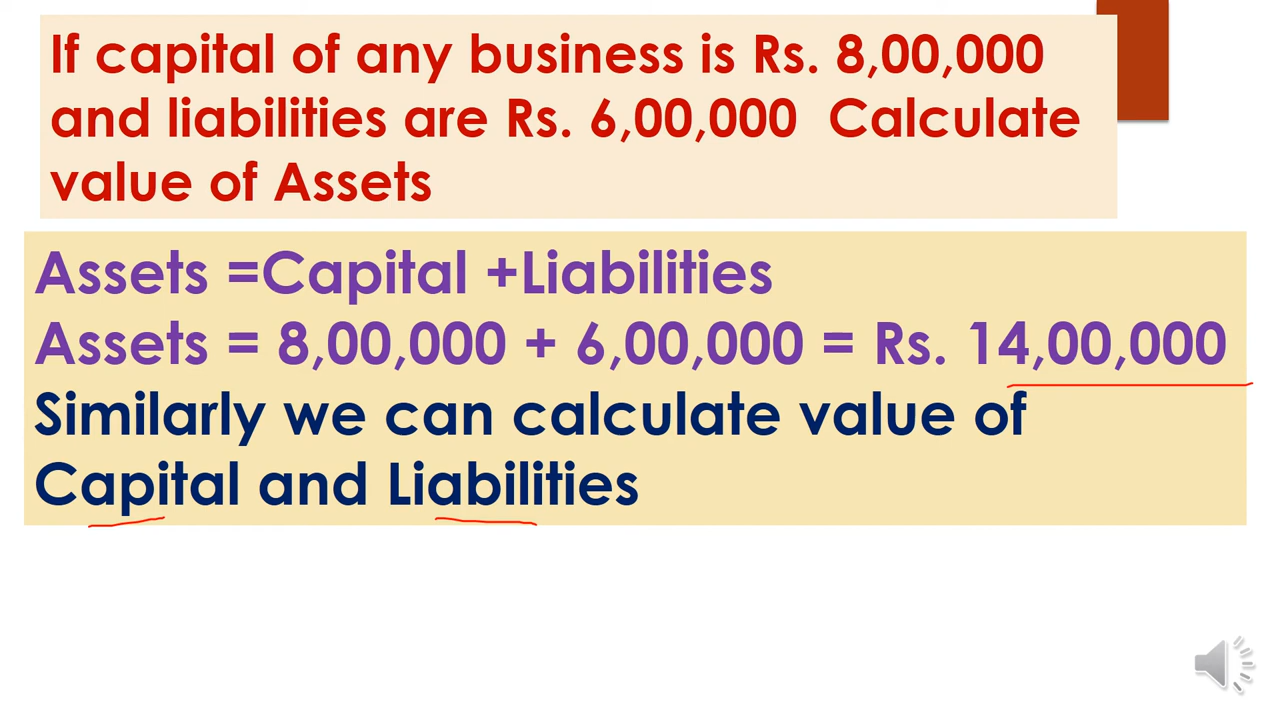 If capital of any business is Rs. 8,00,000
and liabilities are Rs. 6,00,000 Calculate
value of Assets
Assets =Capital +Liabilities
Assets = 8,00,000 + 6,00,000 = Rs. 14,00,000
Similarly we can calculate value of
Capital and Liabilities